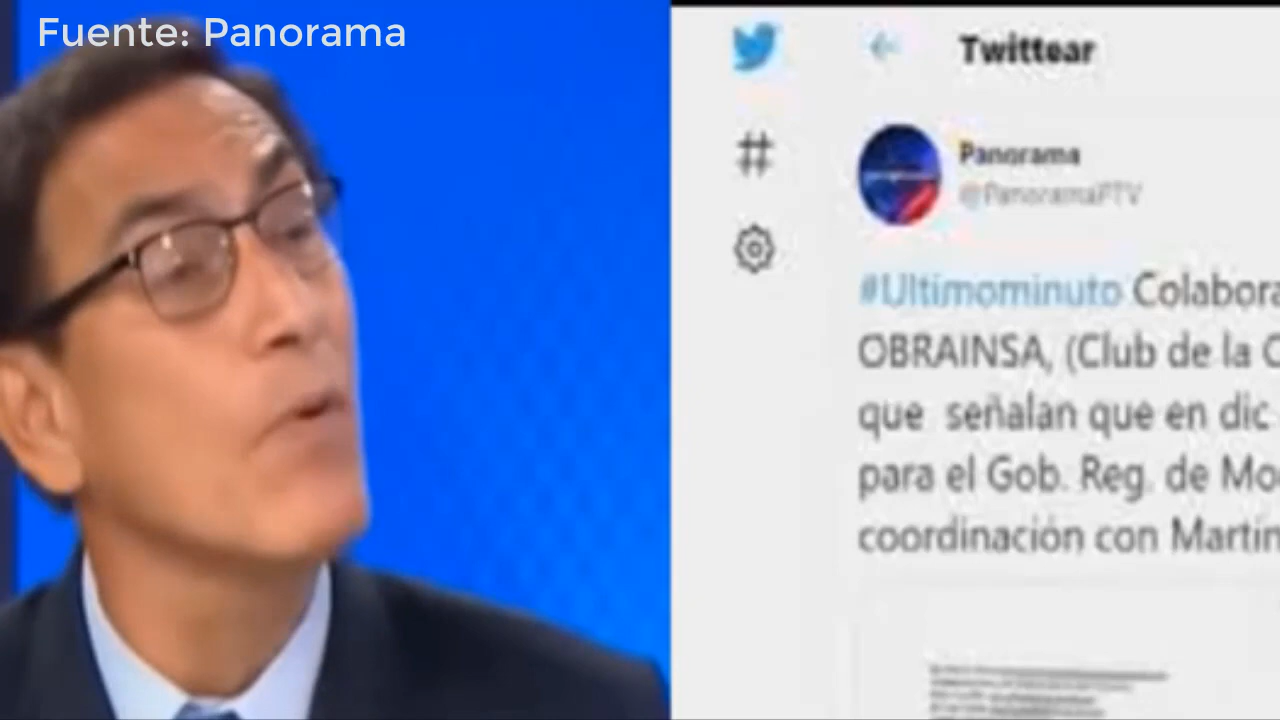 Fuente: Panorama
Twittear
Panorama
@PanoramaPTV
#Ultimominuto Colabora
OBRAINSA, (Club de la C
que señalan que en dic
para el Gob. Reg. de Mo
coordinación con Martín